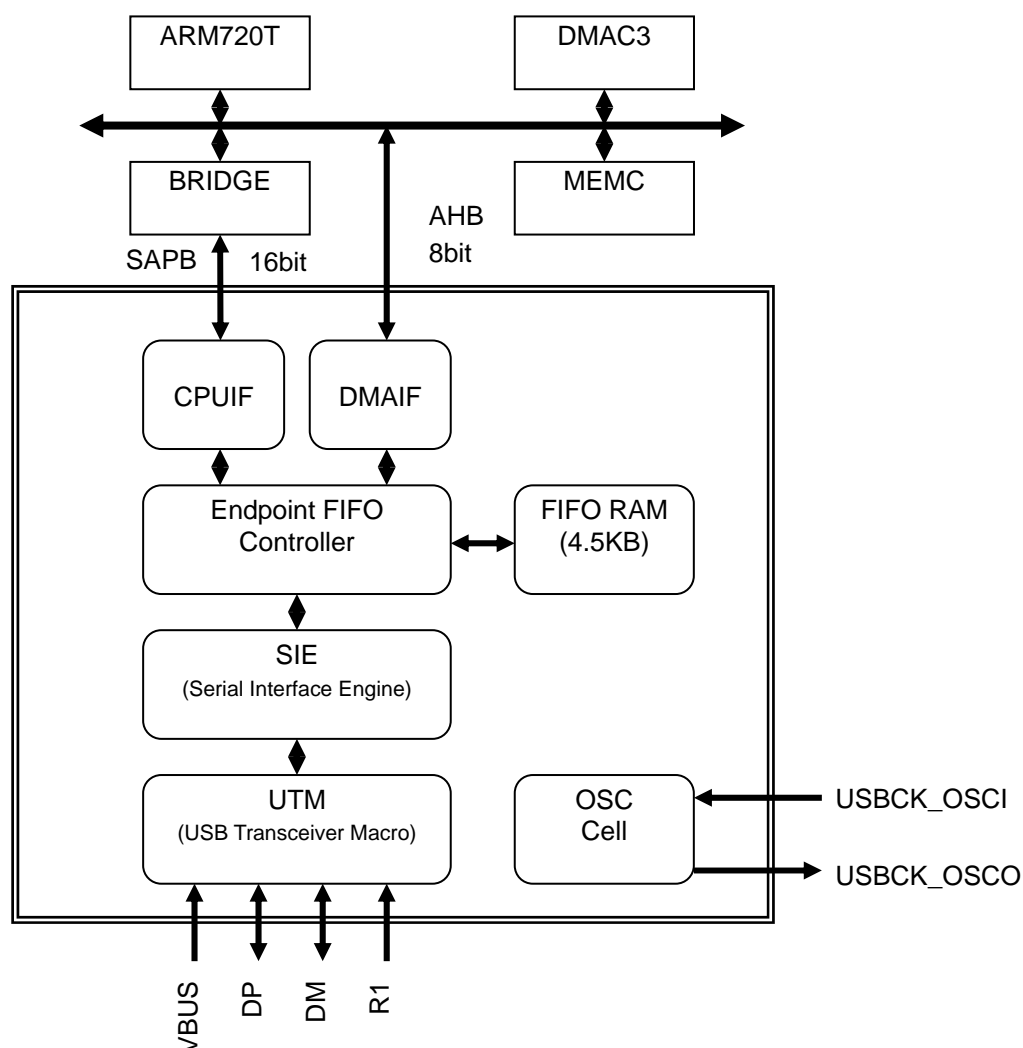 ARM720T
DMAC3
BRIDGE
MEMC
AHB
8bit
SAPB
16bit
CPUIF
DMAIF
Endpoint FIFO
Controller
FIFO RAM
(4.5KB)
SIE
(Serial Interface Engine)
UTM
(USB Transceiver Macro)
OSC
Cell
USBCK_OSCI
USBCK_OSCO
VBUS
DP
DM
R1